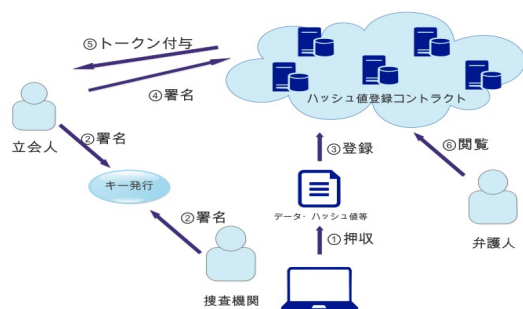 ⑤トークン付与
④署名
ハッシュ値登録コントラクト
立会人
②署名
③登録
⑥閲覧
キー発行
データ・ハッシュ値等
②署名
①押収
弁護人
捜査機関